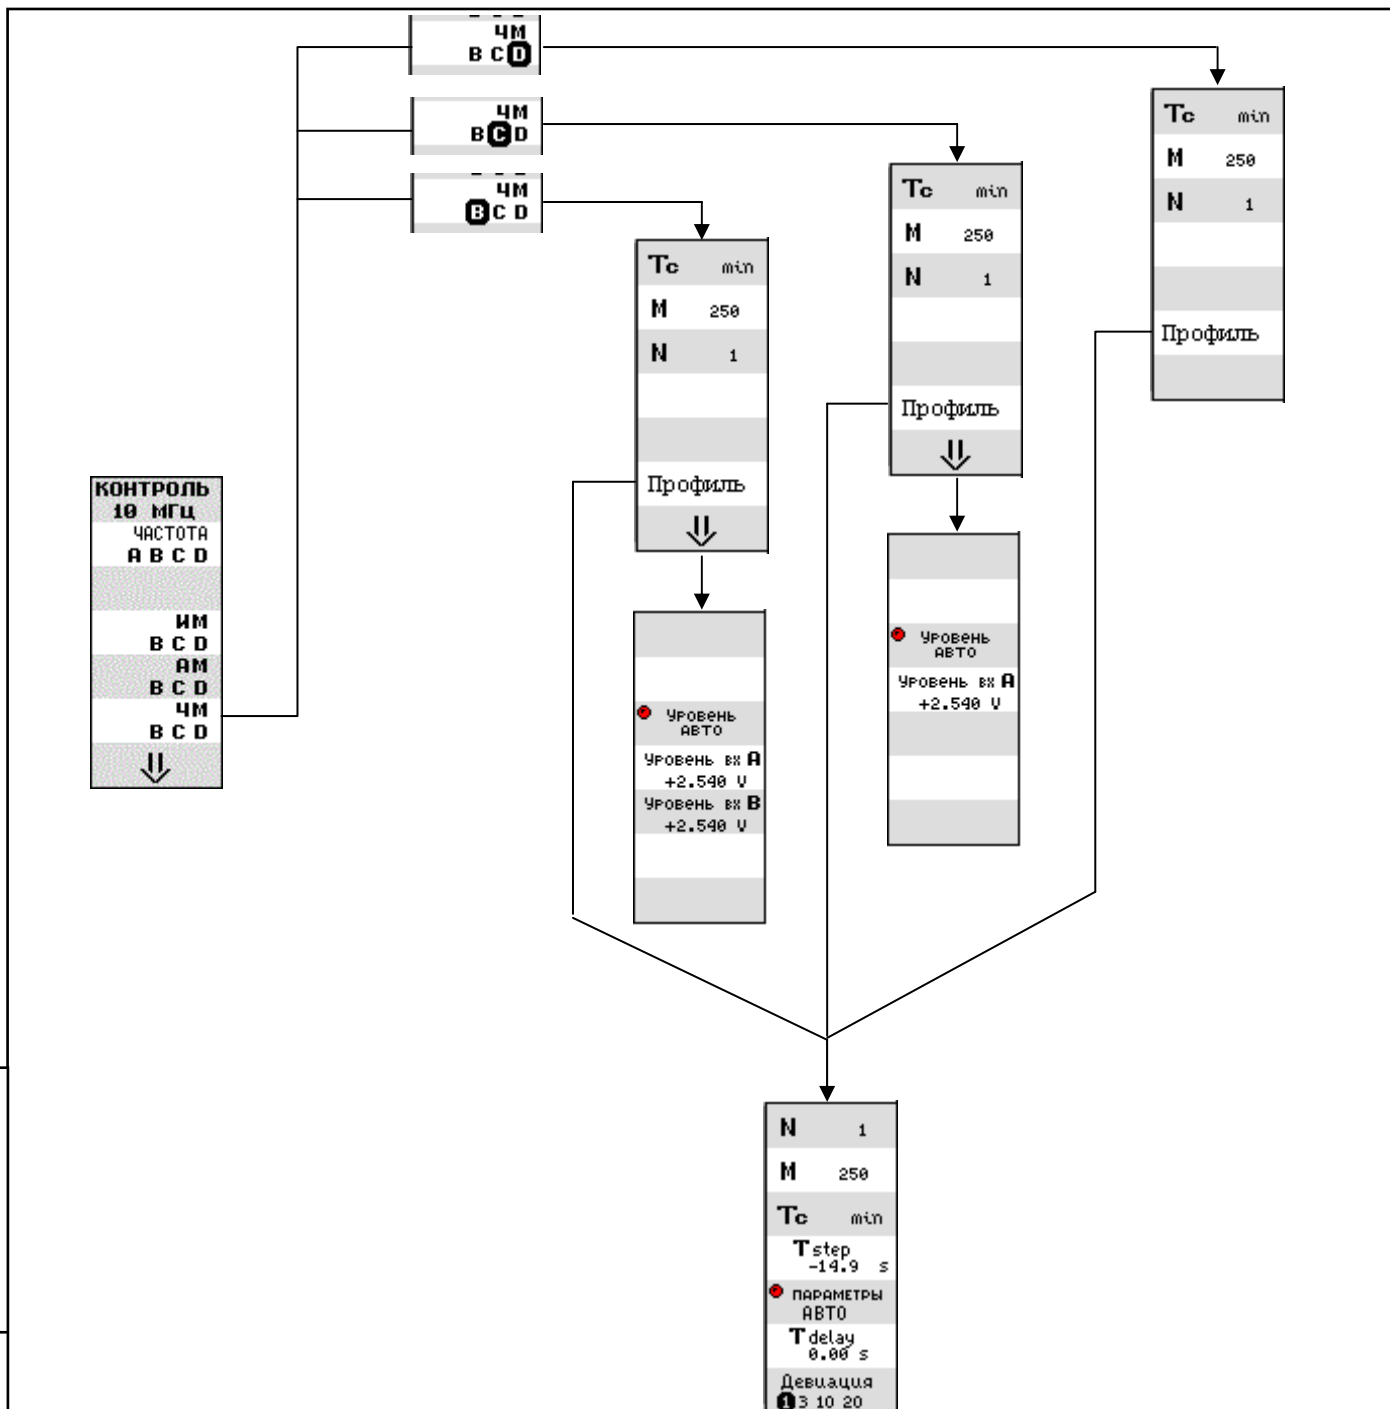 ЧМ
B C D
ЧМ
B C D
ЧМ
B C D
Tc min
M 250
N 1
Профиль
Tc min
M 250
N 1
Профиль
Tc min
M 250
N 1
Профиль
КОНТРОЛЬ
10 МГц
ЧАСТОТА
A B C D
ИМ
B C D
АМ
B C D
ЧМ
B C D
Уровень
АВТО
Уровень вх A
+2.540 V
Уровень вх B
+2.540 V
Уровень
АВТО
Уровень вх A
+2.540 V
N 1
M 250
Tc min
T step
-14.9 s
ПАРАМЕТРЫ
АВТО
T delay
0.00 s
Девиация
1 3 10 20